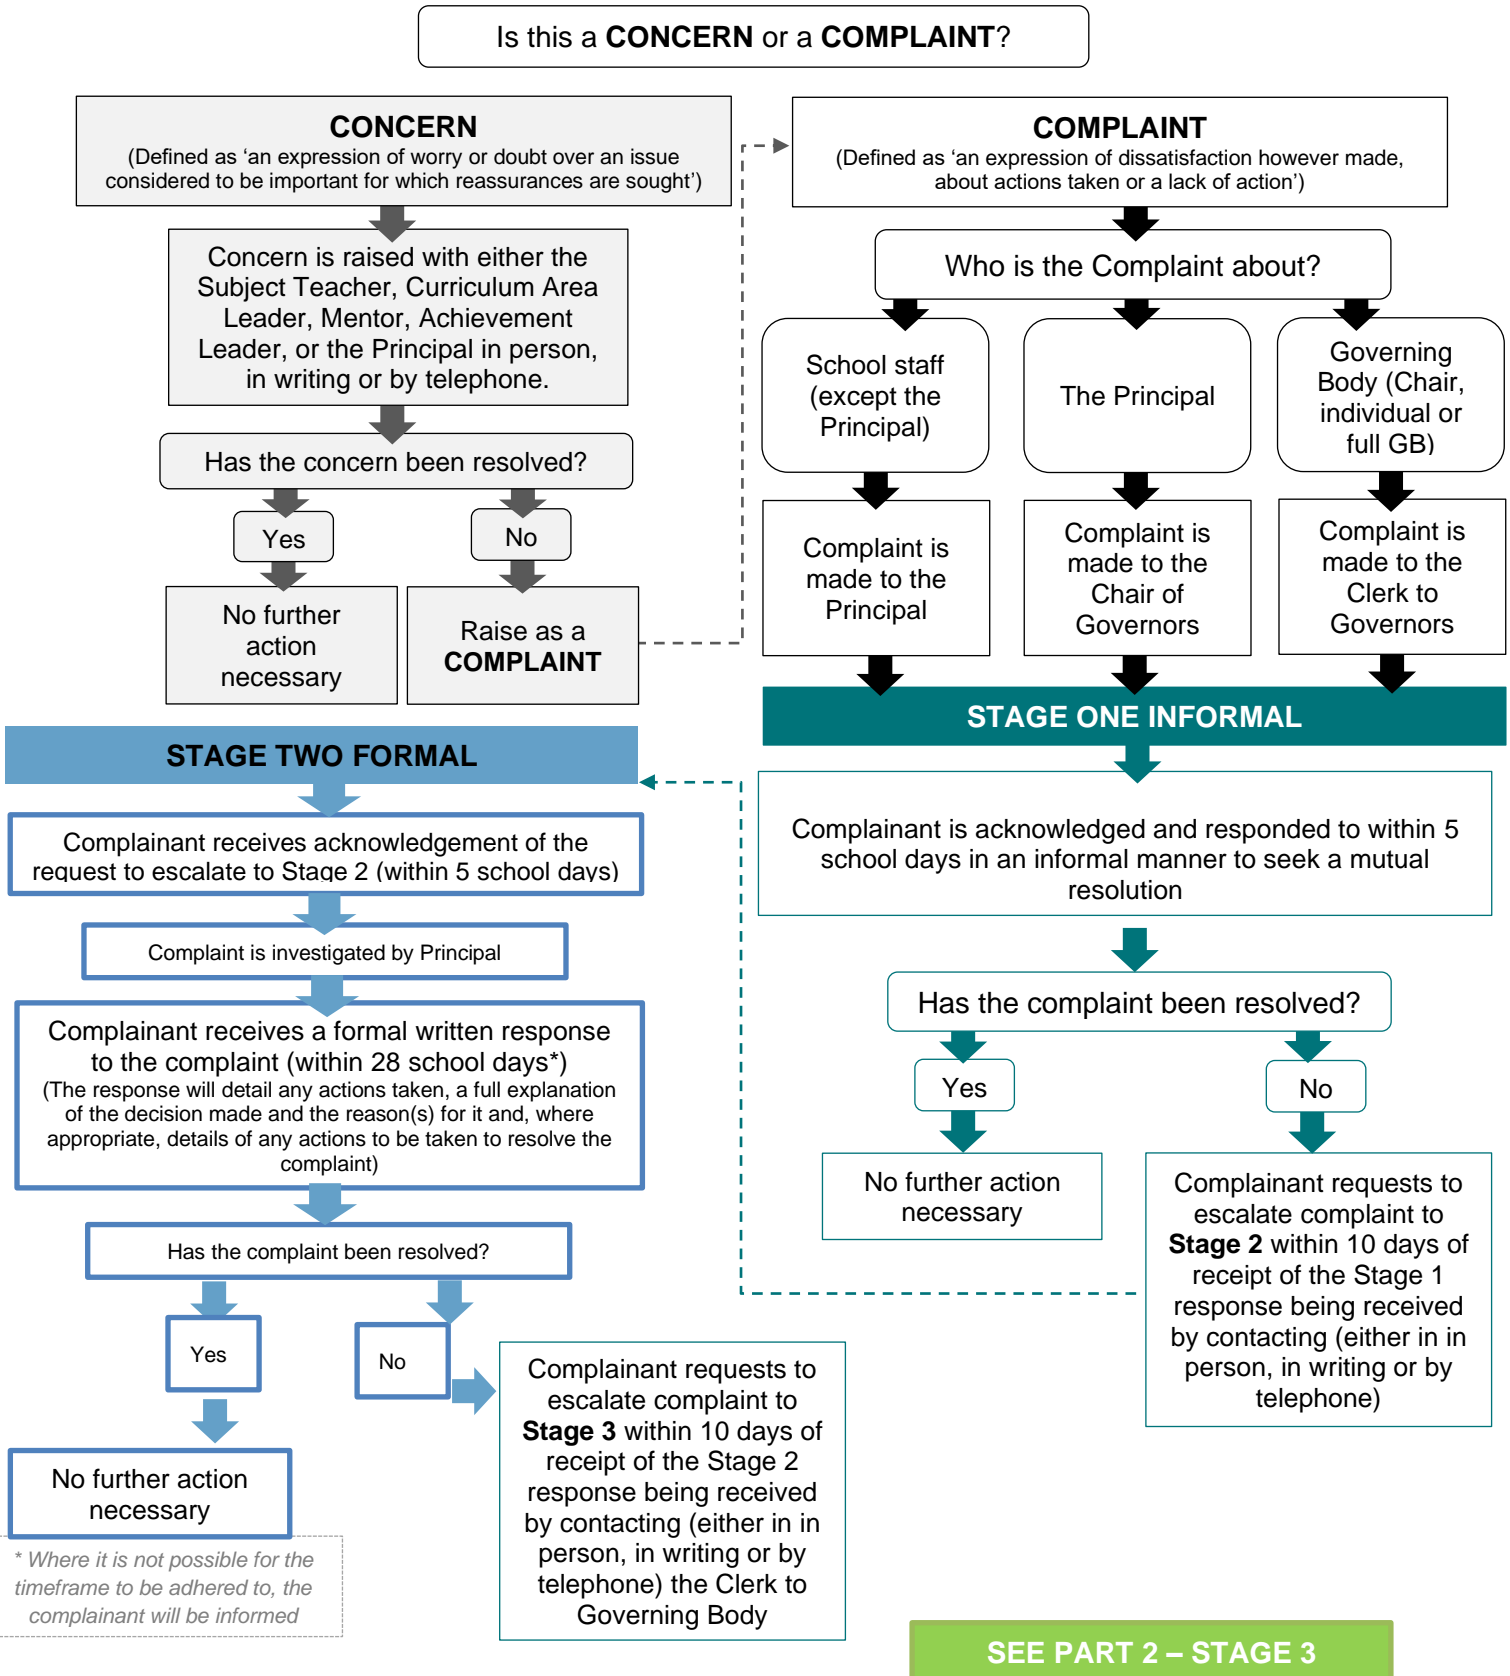 Is this a CONCERN or a COMPLAINT?
CONCERN
(Defined as ‘an expression of worry or doubt over an issue
considered to be important for which reassurances are sought’)
Concern is raised with either the
Subject Teacher, Curriculum Area
Leader, Mentor, Achievement
Leader, or the Principal in person,
in writing or by telephone.
Has the concern been resolved?
Yes
No
No further
action
necessary
Raise as a
COMPLAINT
COMPLAINT
(Defined as ‘an expression of dissatisfaction however made,
about actions taken or a lack of action’)
Who is the Complaint about?
School staff
(except the
Principal)
The Principal
Governing
Body (Chair,
individual or
full GB)
Complaint is
made to the
Principal
Complaint is
made to the
Chair of
Governors
Complaint is
made to the
Clerk to
Governors
STAGE ONE INFORMAL
Complainant is acknowledged and responded to within 5
school days in an informal manner to seek a mutual
resolution
Has the complaint been resolved?
Yes
No
No further action
necessary
Complainant requests to
escalate complaint to
Stage 2 within 10 days of
receipt of the Stage 1
response being received
by contacting (either in in
person, in writing or by
telephone)
STAGE TWO FORMAL
Complainant receives acknowledgement of the
request to escalate to Stage 2 (within 5 school days)
Complaint is investigated by Principal
Complainant receives a formal written response
to the complaint (within 28 school days*)
(The response will detail any actions taken, a full explanation
of the decision made and the reason(s) for it and, where
appropriate, details of any actions to be taken to resolve the
complaint)
Has the complaint been resolved?
Yes
No
No further action
necessary
Complainant requests to
escalate complaint to
Stage 3 within 10 days of
receipt of the Stage 2
response being received
by contacting (either in in
person, in writing or by
telephone) the Clerk to
Governing Body
* Where it is not possible for the
timeframe to be adhered to, the
complainant will be informed
SEE PART 2 – STAGE 3